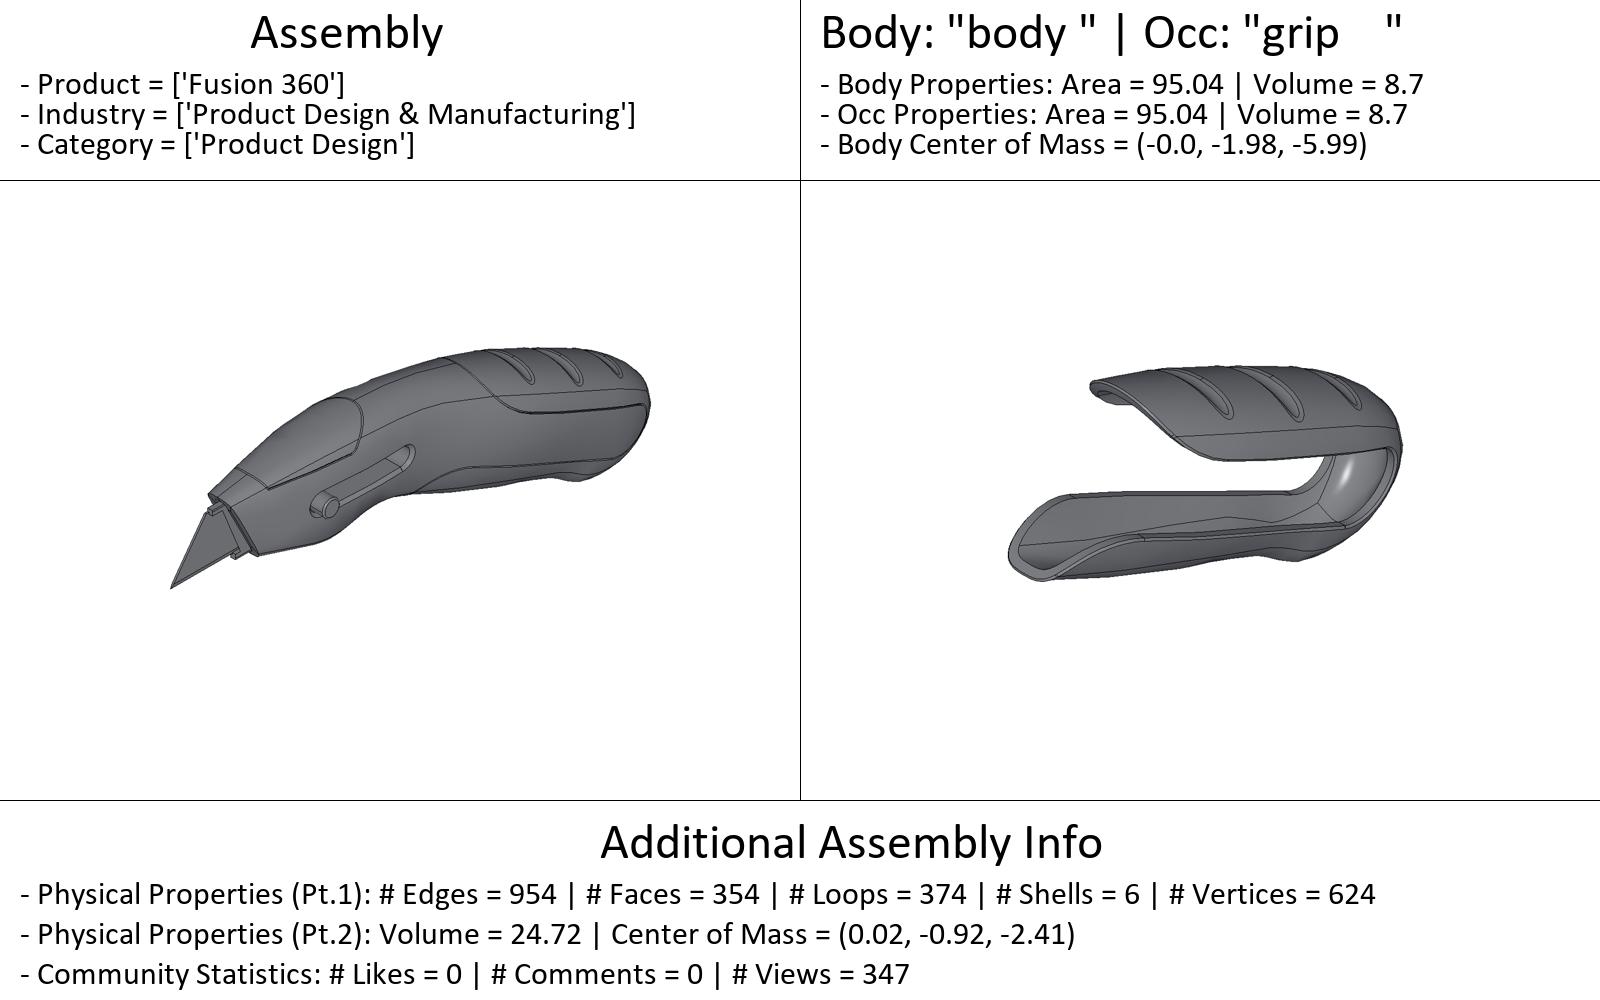 Assembly
- Product = ['Fusion 360']
- Industry = ['Product Design & Manufacturing']
- Category = ['Product Design']
Body: "body " | Occ: "grip    "
- Body Properties: Area = 95.04 | Volume = 8.7
- Occ Properties: Area = 95.04 | Volume = 8.7
- Body Center of Mass = (-0.0, -1.98, -5.99)
Additional Assembly Info
- Physical Properties (Pt.1): # Edges = 954 | # Faces = 354 | # Loops = 374 | # Shells = 6 | # Vertices = 624
- Physical Properties (Pt.2): Volume = 24.72 | Center of Mass = (0.02, -0.92, -2.41)
- Community Statistics: # Likes = 0 | # Comments = 0 | # Views = 347